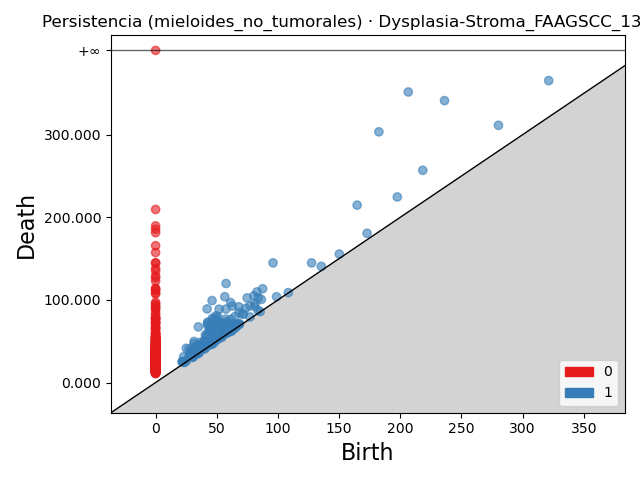 Persistencia (mieloides_no_tumorales) · Dysplasia-Stroma_FAAGSCC_13
+∞
300.000
200.000
100.000
0.000
Death
0
1
0 50 100 150 200 250 300 350
Birth